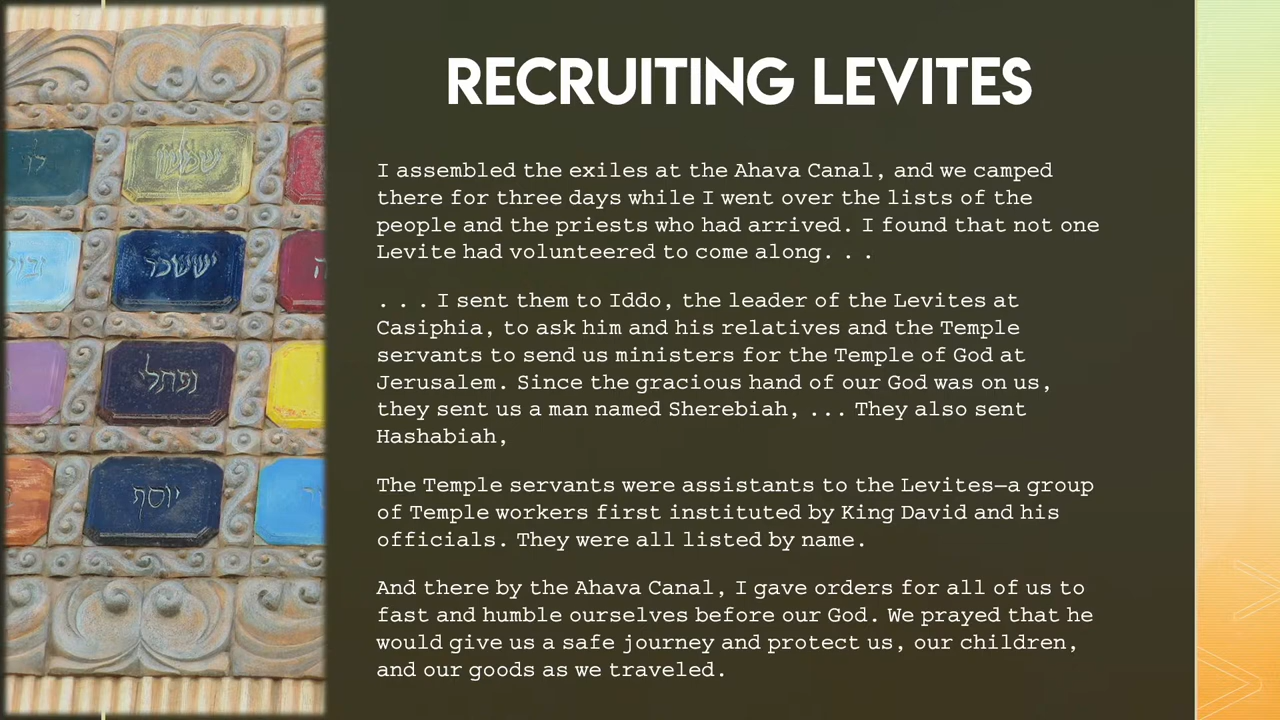 RECRUITING LEVITES
I assembled the exiles at the Ahava Canal, and we camped
there for three days while I went over the lists of the
people and the priests who had arrived. I found that not one
Levite had volunteered to come along. . .
. . . I sent them to Iddo, the leader of the Levites at
Casiphia, to ask him and his relatives and the Temple
servants to send us ministers for the Temple of God at
Jerusalem. Since the gracious hand of our God was on us,
they sent us a man named Sherebiah, ... They also sent
Hashabiah,
The Temple servants were assistants to the Levites—a group
of Temple workers first instituted by King David and his
officials. They were all listed by name.
And there by the Ahava Canal, I gave orders for all of us to
fast and humble ourselves before our God. We prayed that he
would give us a safe journey and protect us, our children,
and our goods as we traveled.
לוי
שמעון
יששכר
נפתלי
יוסף